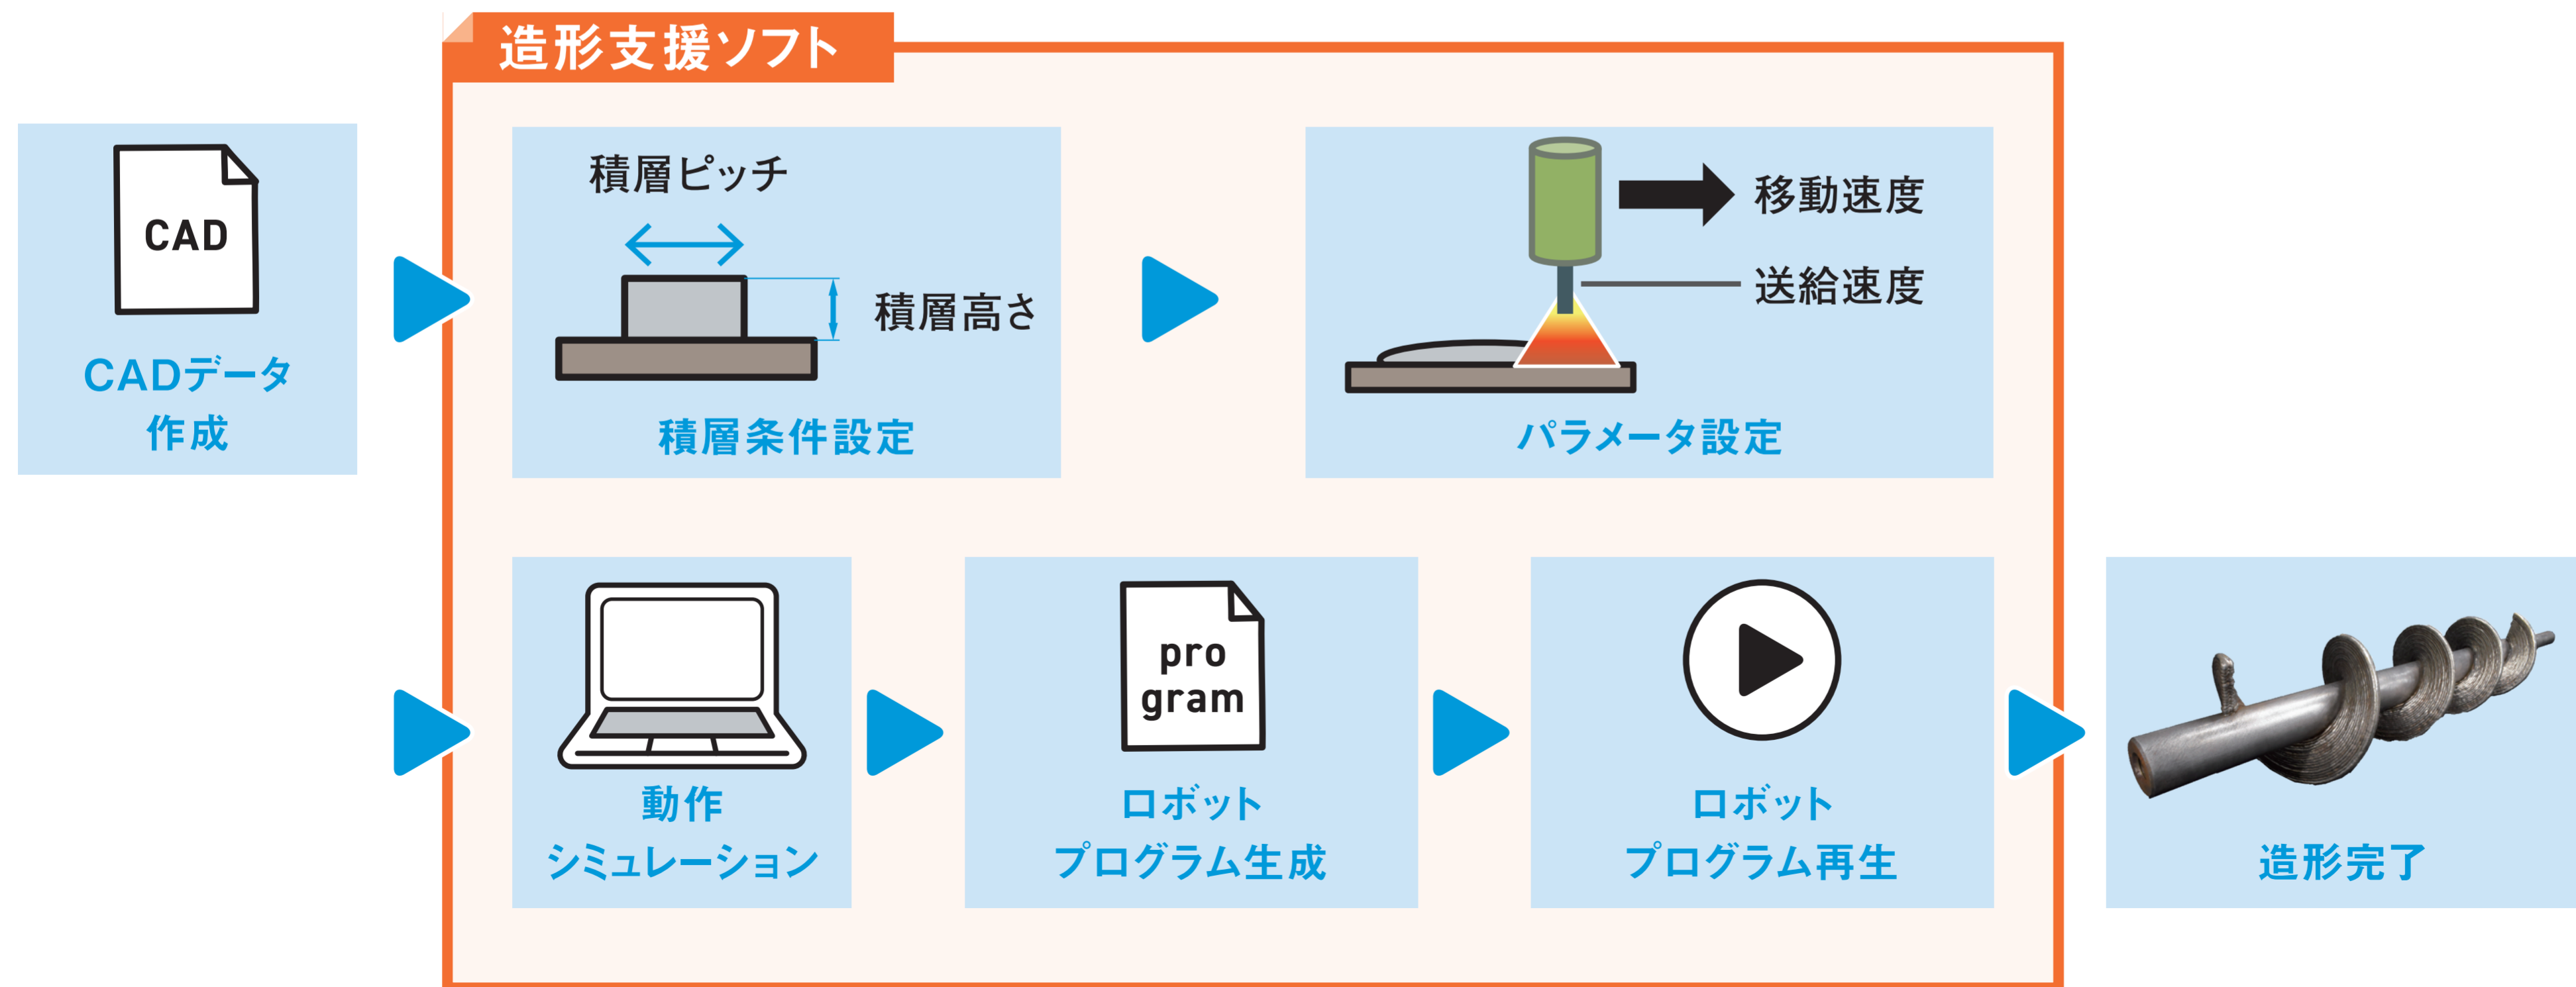 造形支援ソフト
CAD
CADデータ
作成
積層ピッチ
積層高さ
積層条件設定
移動速度
送給速度
パラメータ設定
動作
シミュレーション
pro
gram
ロボット
プログラム生成
ロボット
プログラム再生
造形完了